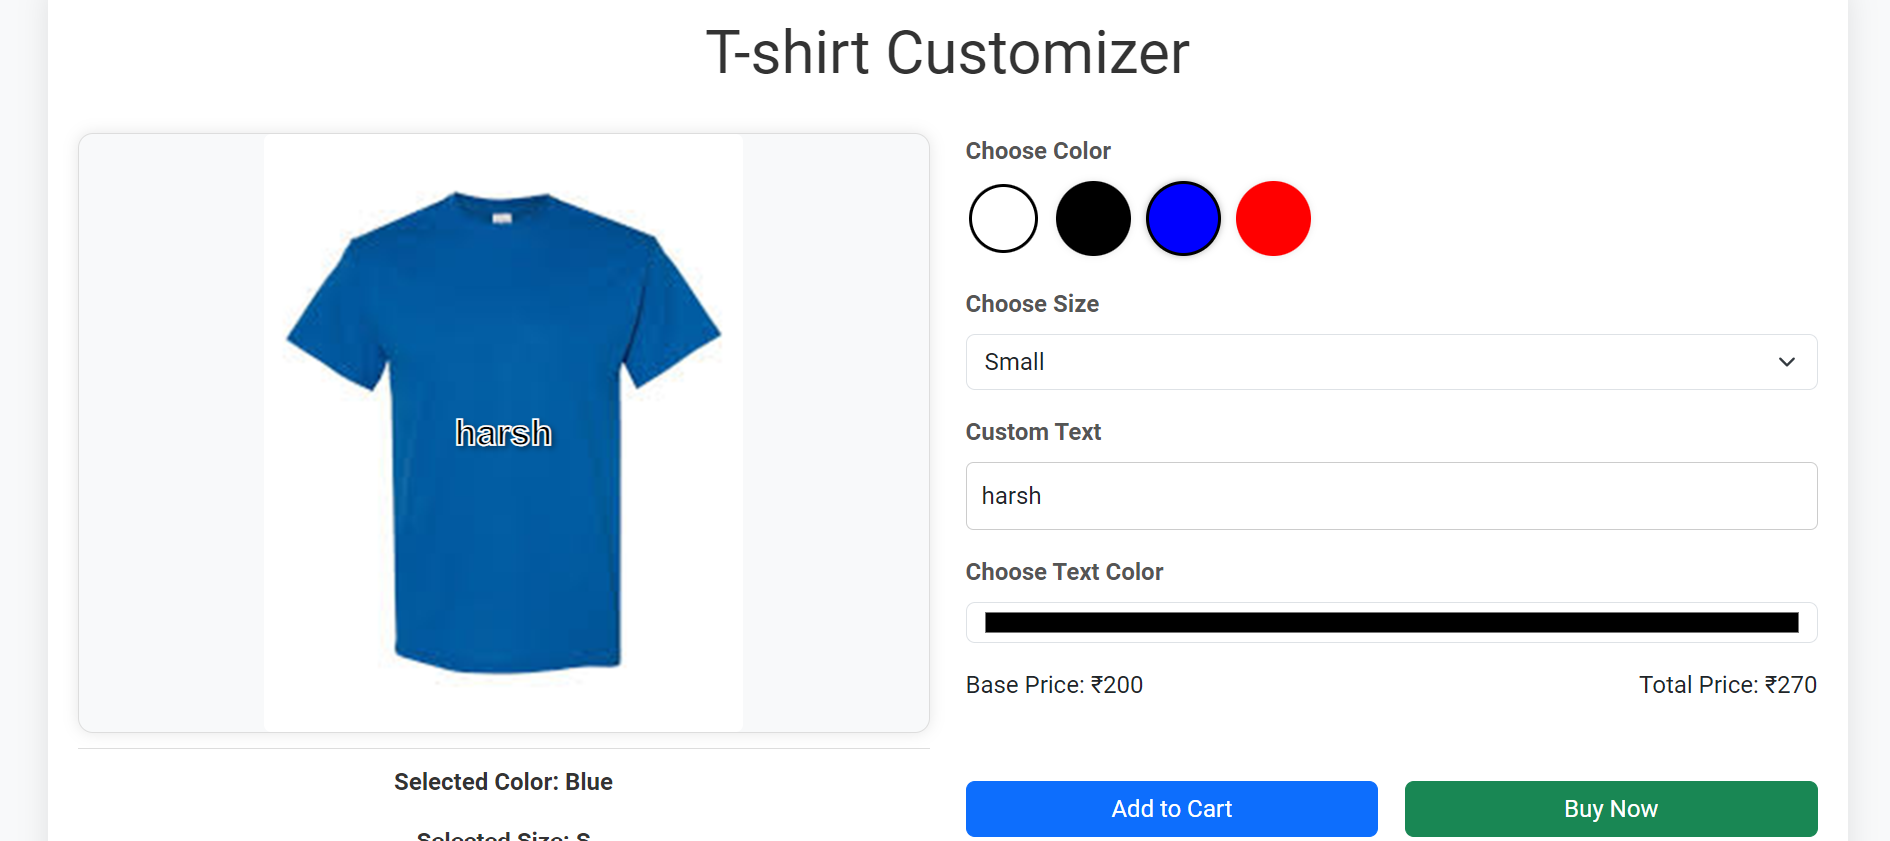 T-shirt Customizer
harsh
Selected Color: Blue
Selected Size: S
Choose Color
Choose Size
Small
Custom Text
harsh
Choose Text Color
Base Price: ₹200 Total Price: ₹270
Add to Cart Buy Now